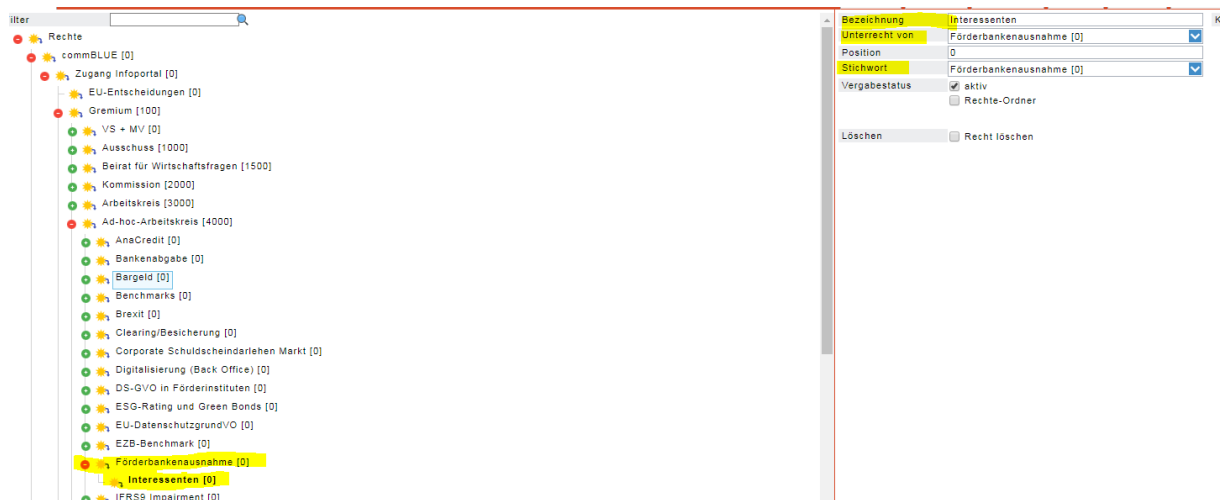 ilter
Rechte
commBLUE [0]
Zugang Infoportal [0]
EU-Entscheidungen [0]
Gremium [100]
VS + MV [0]
Ausschuss [1000]
Beirat für Wirtschaftsfragen [1500]
Kommission [2000]
Arbeitskreis [3000]
Ad-hoc-Arbeitskreis [4000]
AnaCredit [0]
Bankenabgabe [0]
Bargeld [0]
Benchmarks [0]
Brexit [0]
Clearing/Besicherung [0]
Corporate Schuldscheindarlehen Markt [0]
Digitalisierung (Back Office) [0]
DS-GVO in Förderinstituten [0]
ESG-Rating und Green Bonds [0]
EU-DatenschutzgrundVO [0]
EZB-Benchmark [0]
Förderbankenausnahme [0]
Interessenten [0]
IFRS9 Impairment [0]
Bezeichnung Interessenten K
Unterrecht von Förderbankenausnahme [0]
Position 0
Stichwort Förderbankenausnahme [0]
Vergabestatus aktiv
Rechte-Ordner
Löschen Recht löschen